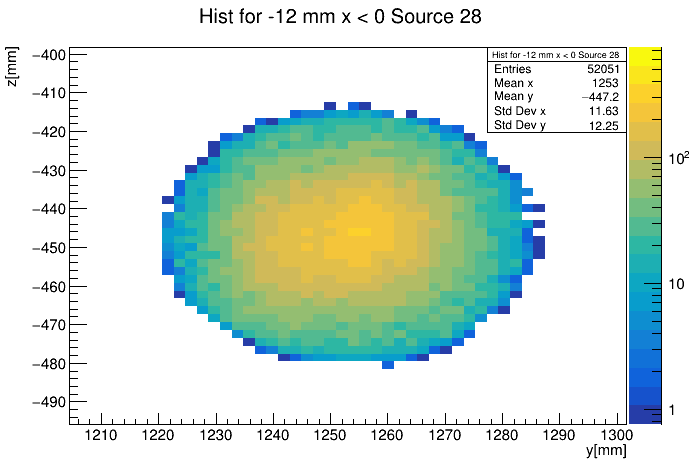 Hist for -12 mm x < 0 Source 28
z[mm]
−400
−410
−420
−430
−440
−450
−460
−470
−480
−490
Hist for -12 mm x < 0 Source 28
Entries 52051
Mean x 1253
Mean y −447.2
Std Dev x 11.63
Std Dev y 12.25
10²
10
1
1210 1220 1230 1240 1250 1260 1270 1280 1290 1300
y[mm]